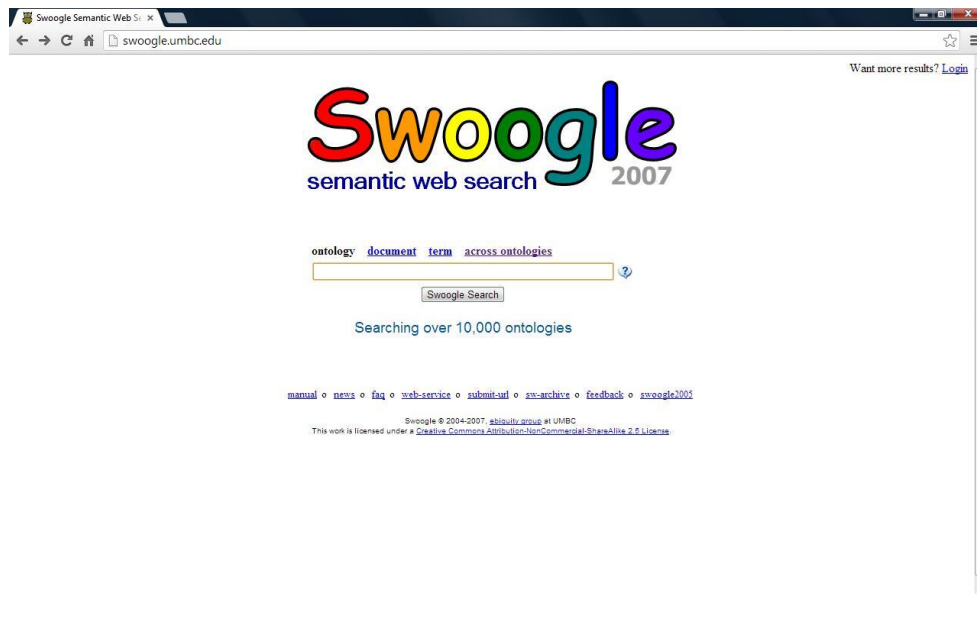 Swoogle Semantic Web Se
swoogle.umbc.edu
Want more results? Login
Swoogle
semantic web search 2007
ontology document term across ontologies
Swoogle Search
Searching over 10,000 ontologies
manual o news o faq o web-service o submit-url o sw-archive o feedback o swoogle2005
Swoogle © 2004-2007, ebiquity group at UMBC
This work is licensed under a Creative Commons Attribution-NonCommercial-ShareAlike 2.5 License.